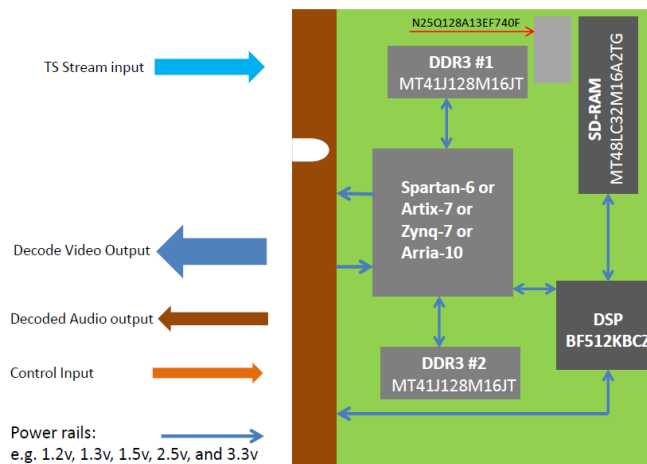 TS Stream input
Decode Video Output
Decoded Audio output
Control Input
Power rails:
e.g. 1.2v, 1.3v, 1.5v, 2.5v, and 3.3v
N25Q128A13EF740F
DDR3 #1
MT41J128M16JT
SD-RAM
MT48LC32M16A2TG
Spartan-6 or
Artix-7 or
Zynq-7 or
Arria-10
DSP
BF512KBCZ
DDR3 #2
MT41J128M16JT